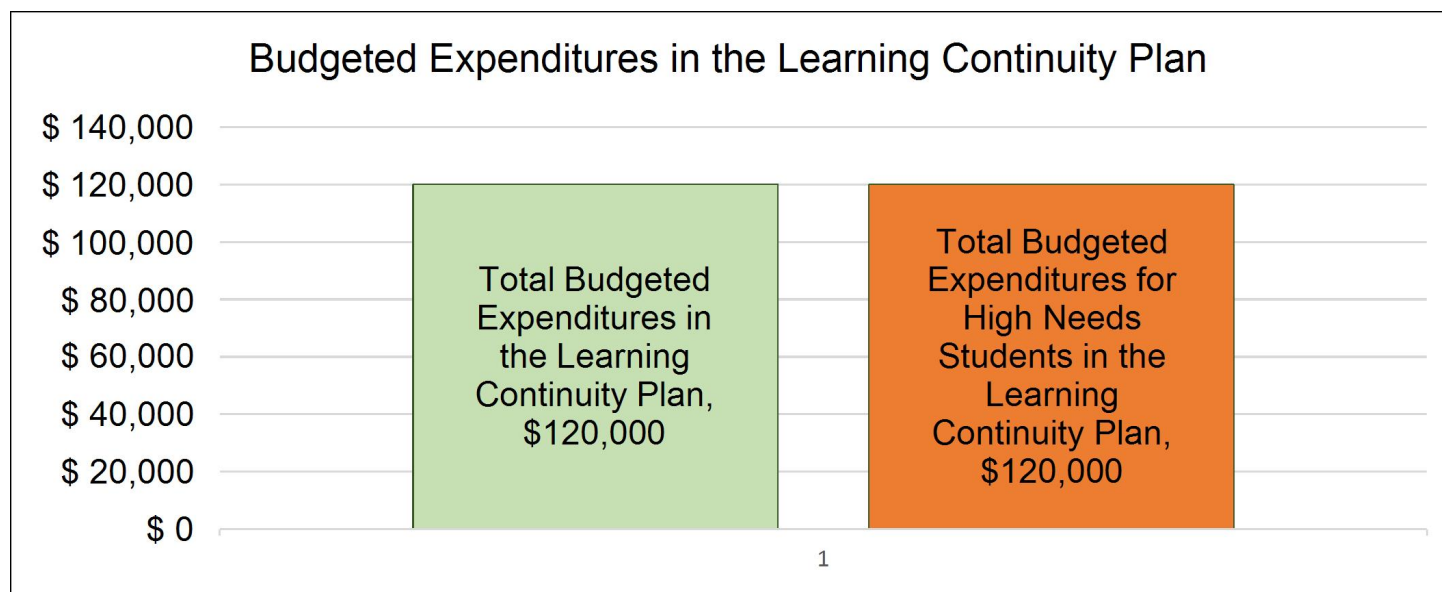 Budgeted Expenditures in the Learning Continuity Plan
$ 140,000
$ 120,000
$ 100,000
$ 80,000
$ 60,000
$ 40,000
$ 20,000
$ 0
Total Budgeted
Expenditures in
the Learning
Continuity Plan,
$120,000
Total Budgeted
Expenditures for
High Needs
Students in the
Learning
Continuity Plan,
$120,000
1